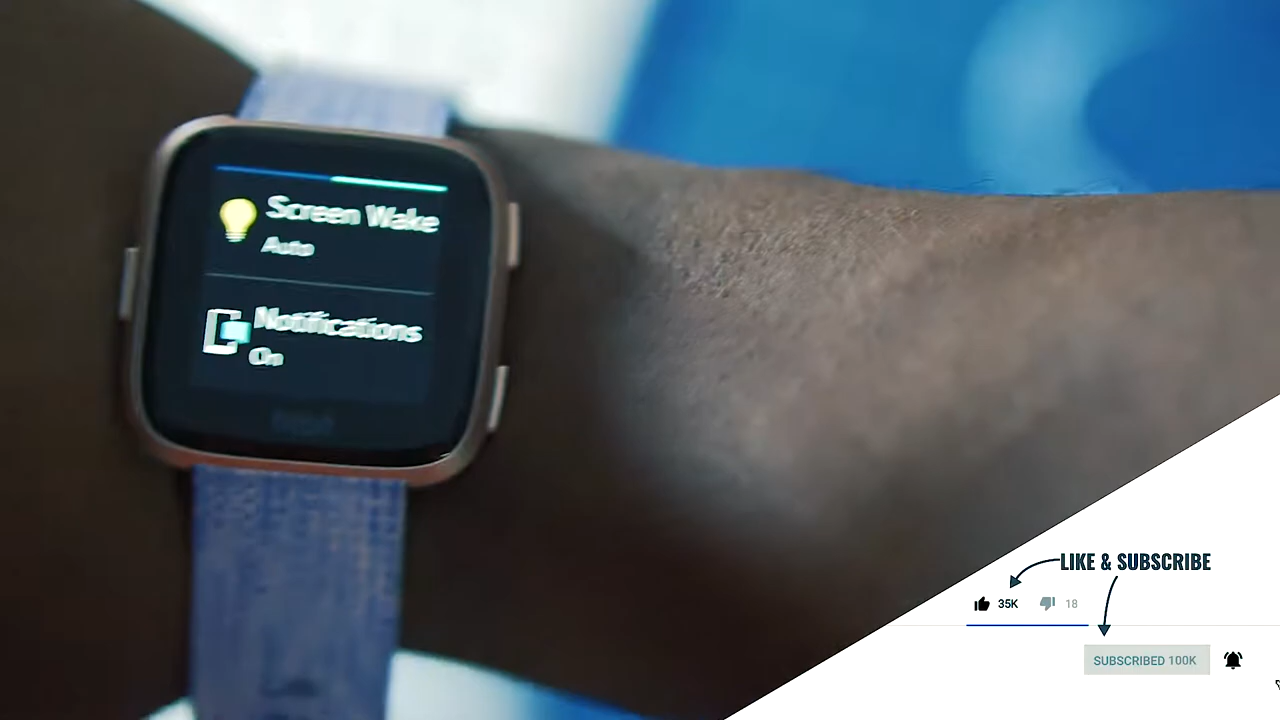 Screen Wake
Auto
Notifications
On
LIKE & SUBSCRIBE
35K
18
SUBSCRIBED 100K